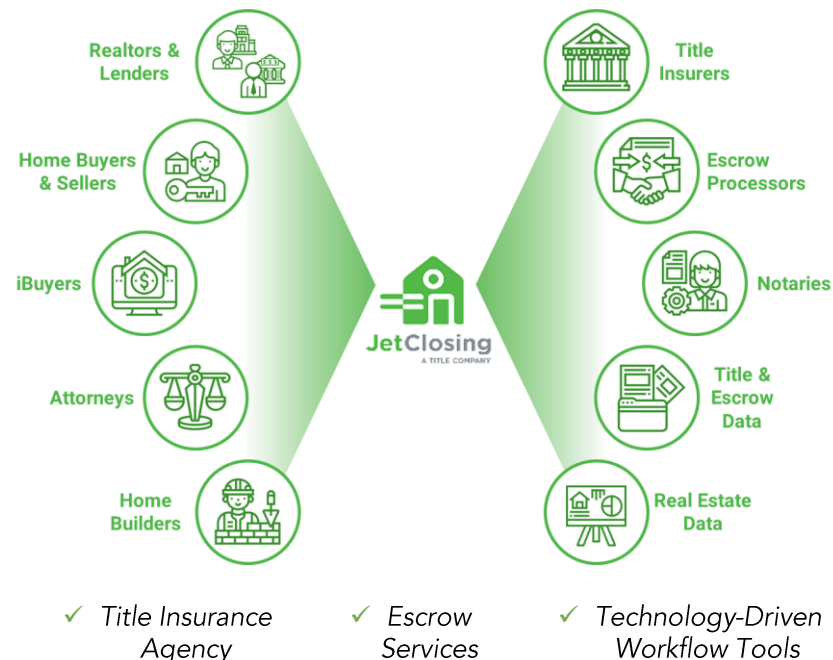 Realtors &
Lenders
Home Buyers
& Sellers
iBuyers
Attorneys
Home
Builders
JetClosing
A TITLE COMPANY
Title
Insurers
$
Escrow
Processors
Notaries
Title &
Escrow
Data
Real Estate
Data
$
✓ Title Insurance
Agency
✓ Escrow
Services
✓ Technology-Driven
Workflow Tools